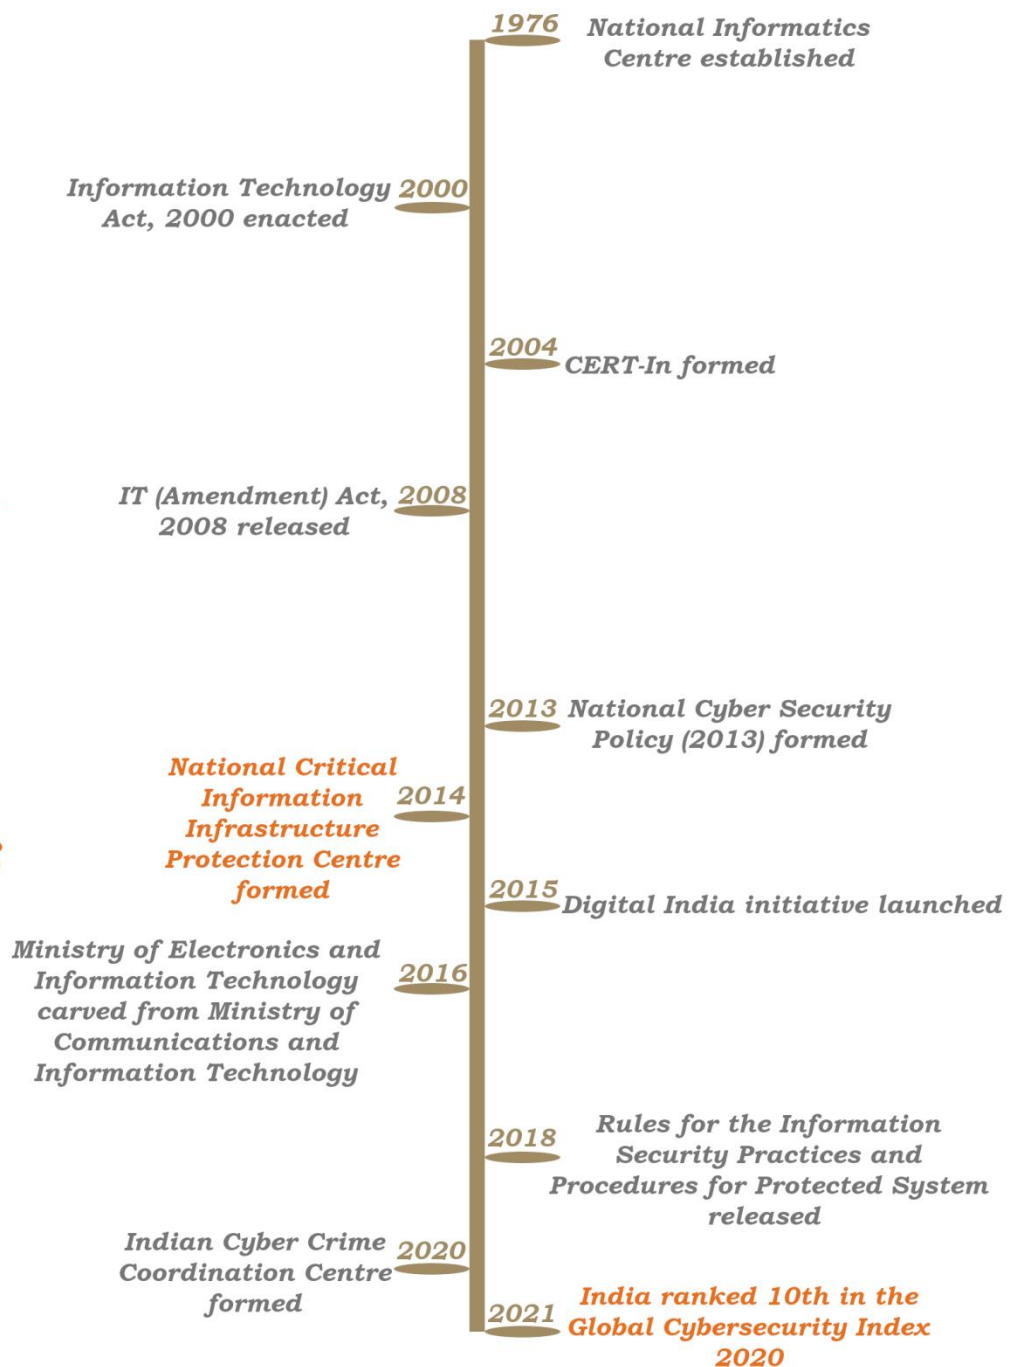 1976
National Informatics
Centre established
2000
Information Technology
Act, 2000 enacted
2004
CERT-In formed
2008
IT (Amendment) Act,
2008 released
2013
National Cyber Security
Policy (2013) formed
2014
National Critical
Information
Infrastructure
Protection Centre
formed
2015
Digital India initiative launched
2016
Ministry of Electronics and
Information Technology
carved from Ministry of
Communications and
Information Technology
2018
Rules for the Information
Security Practices and
Procedures for Protected System
released
2020
Indian Cyber Crime
Coordination Centre
formed
2021
India ranked 10th in the
Global Cybersecurity Index
2020